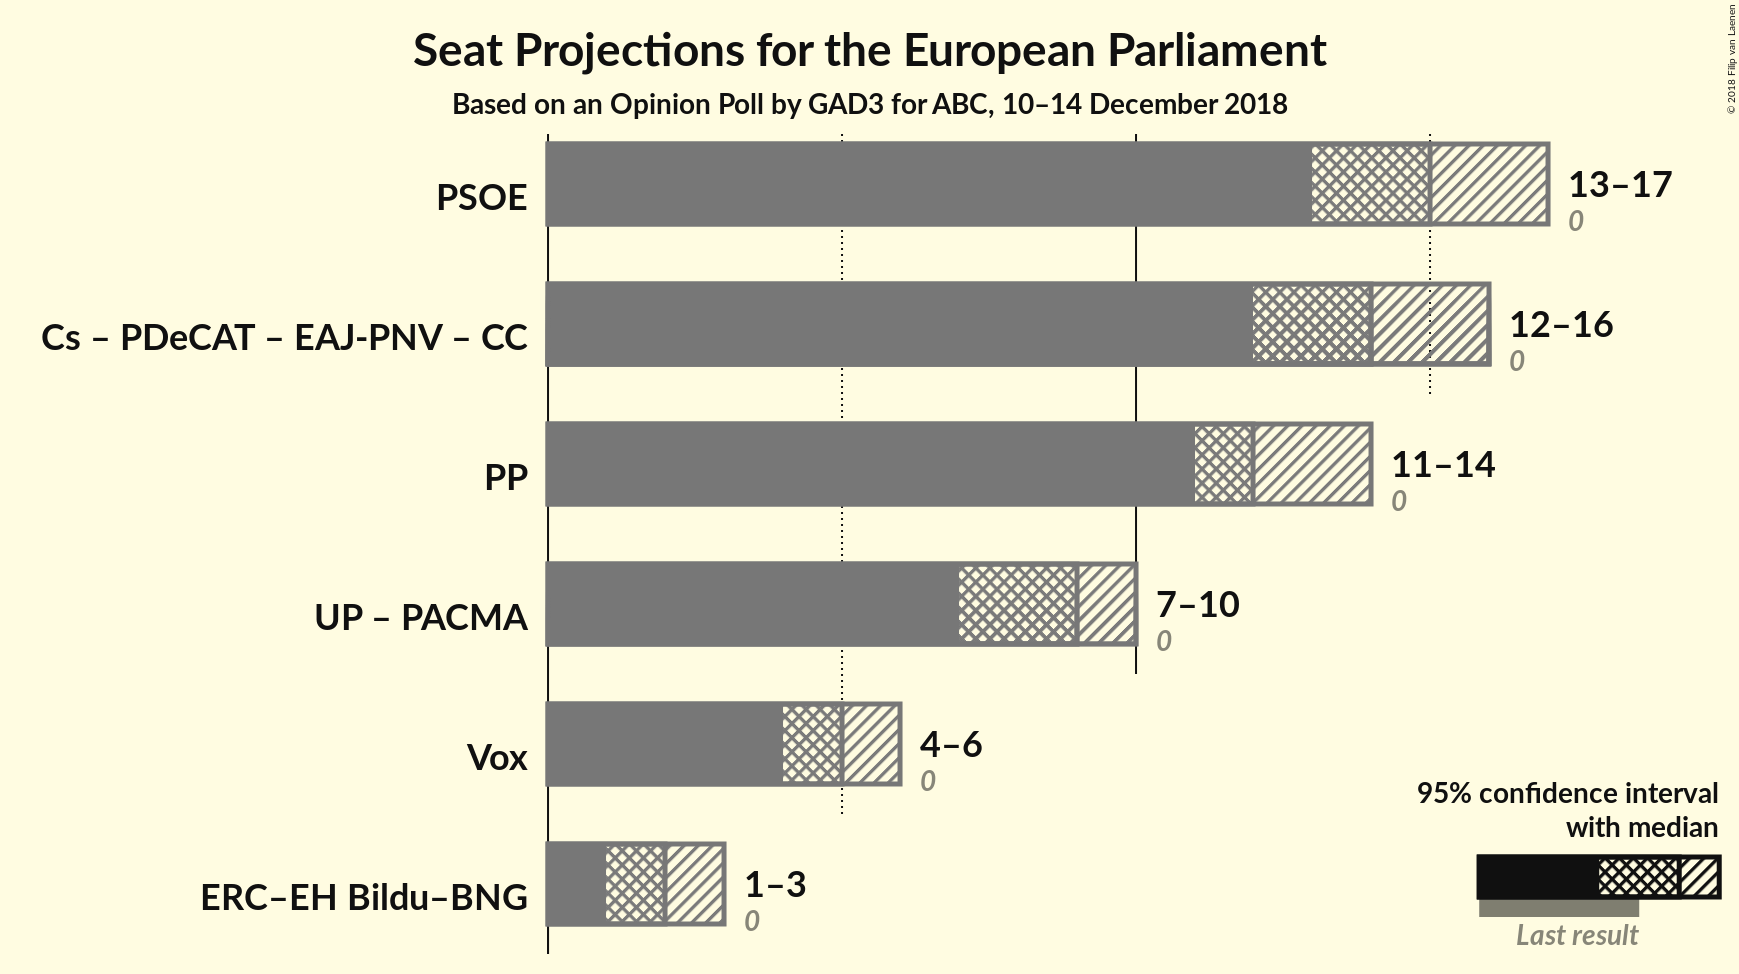 Seat Projections for the European Parliament
Based on an Opinion Poll by GAD3 for ABC, 10–14 December 2018
© 2018 Filip van Laenen
PSOE
13–17
0
Cs – PDeCAT – EAJ-PNV – CC
12–16
0
PP
11–14
0
UP – PACMA
7–10
0
Vox
4–6
0
ERC–EH Bildu–BNG
1–3
0
95% confidence interval
with median
Last result